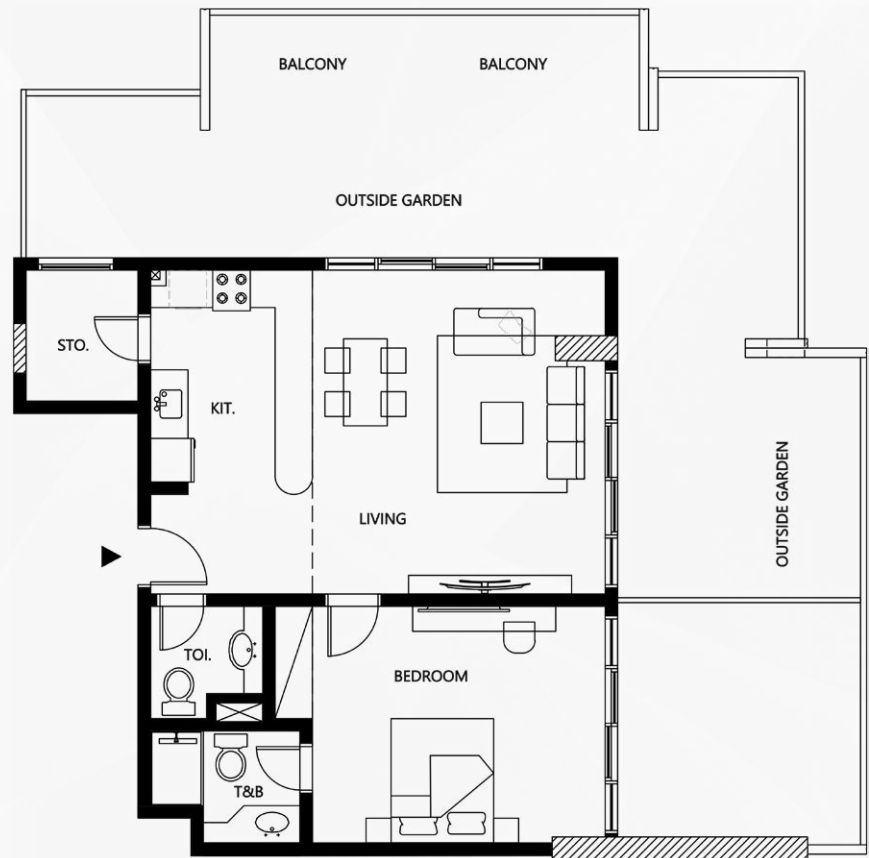 BALCONY
BALCONY
OUTSIDE GARDEN
STO.
KIT.
LIVING
OUTSIDE GARDEN
TOI.
BEDROOM
T&B